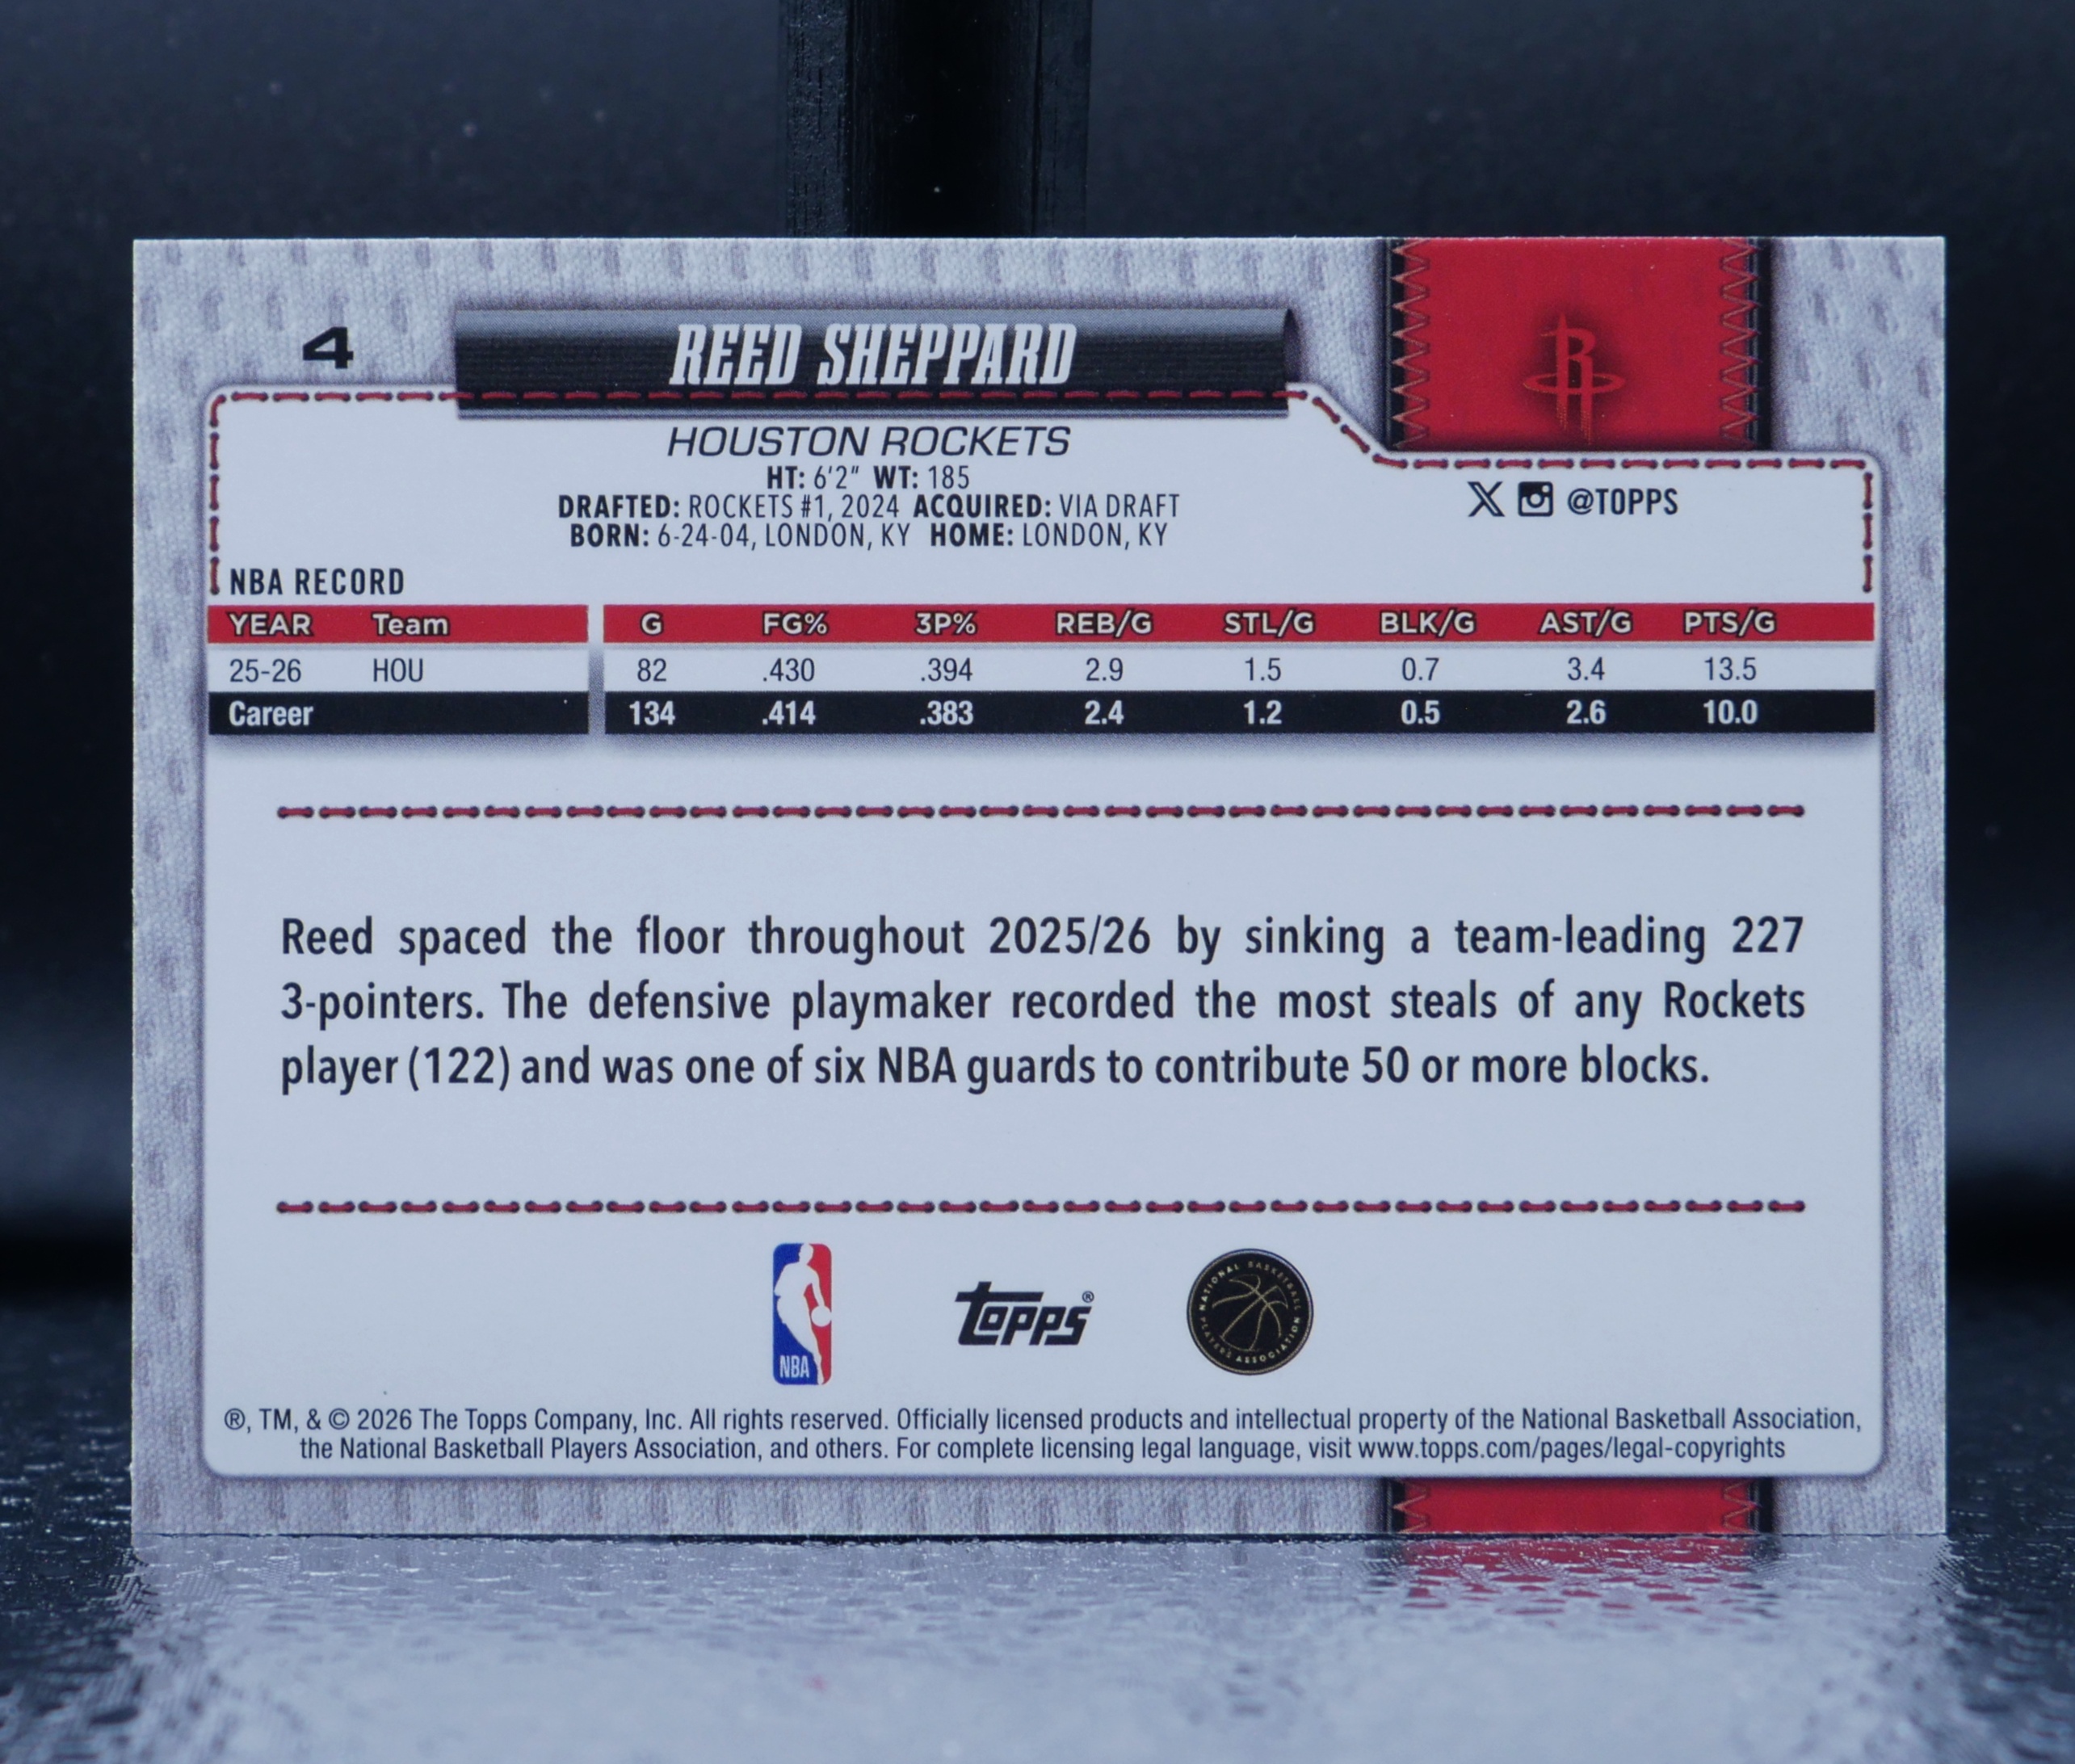 4
REED SHEPPARD
HOUSTON ROCKETS
HT: 6'2" WT: 185
DRAFTED: ROCKETS #1, 2024 ACQUIRED: VIA DRAFT
BORN: 6-24-04, LONDON, KY HOME: LONDON, KY
X @TOPPS
NBA RECORD
YEAR Team G FG% 3P% REB/G STL/G BLK/G AST/G PTS/G
25-26 HOU 82 .430 .394 2.9 1.5 0.7 3.4 13.5
Career 134 .414 .383 2.4 1.2 0.5 2.6 10.0
Reed spaced the floor throughout 2025/26 by sinking a team-leading 227
3-pointers. The defensive playmaker recorded the most steals of any Rockets
player (122) and was one of six NBA guards to contribute 50 or more blocks.
NBA
topps®
NATIONAL BASKETBALL PLAYERS ASSOCIATION
®, TM, & © 2026 The Topps Company, Inc. All rights reserved. Officially licensed products and intellectual property of the National Basketball Association,
the National Basketball Players Association, and others. For complete licensing legal language, visit www.topps.com/pages/legal-copyrights